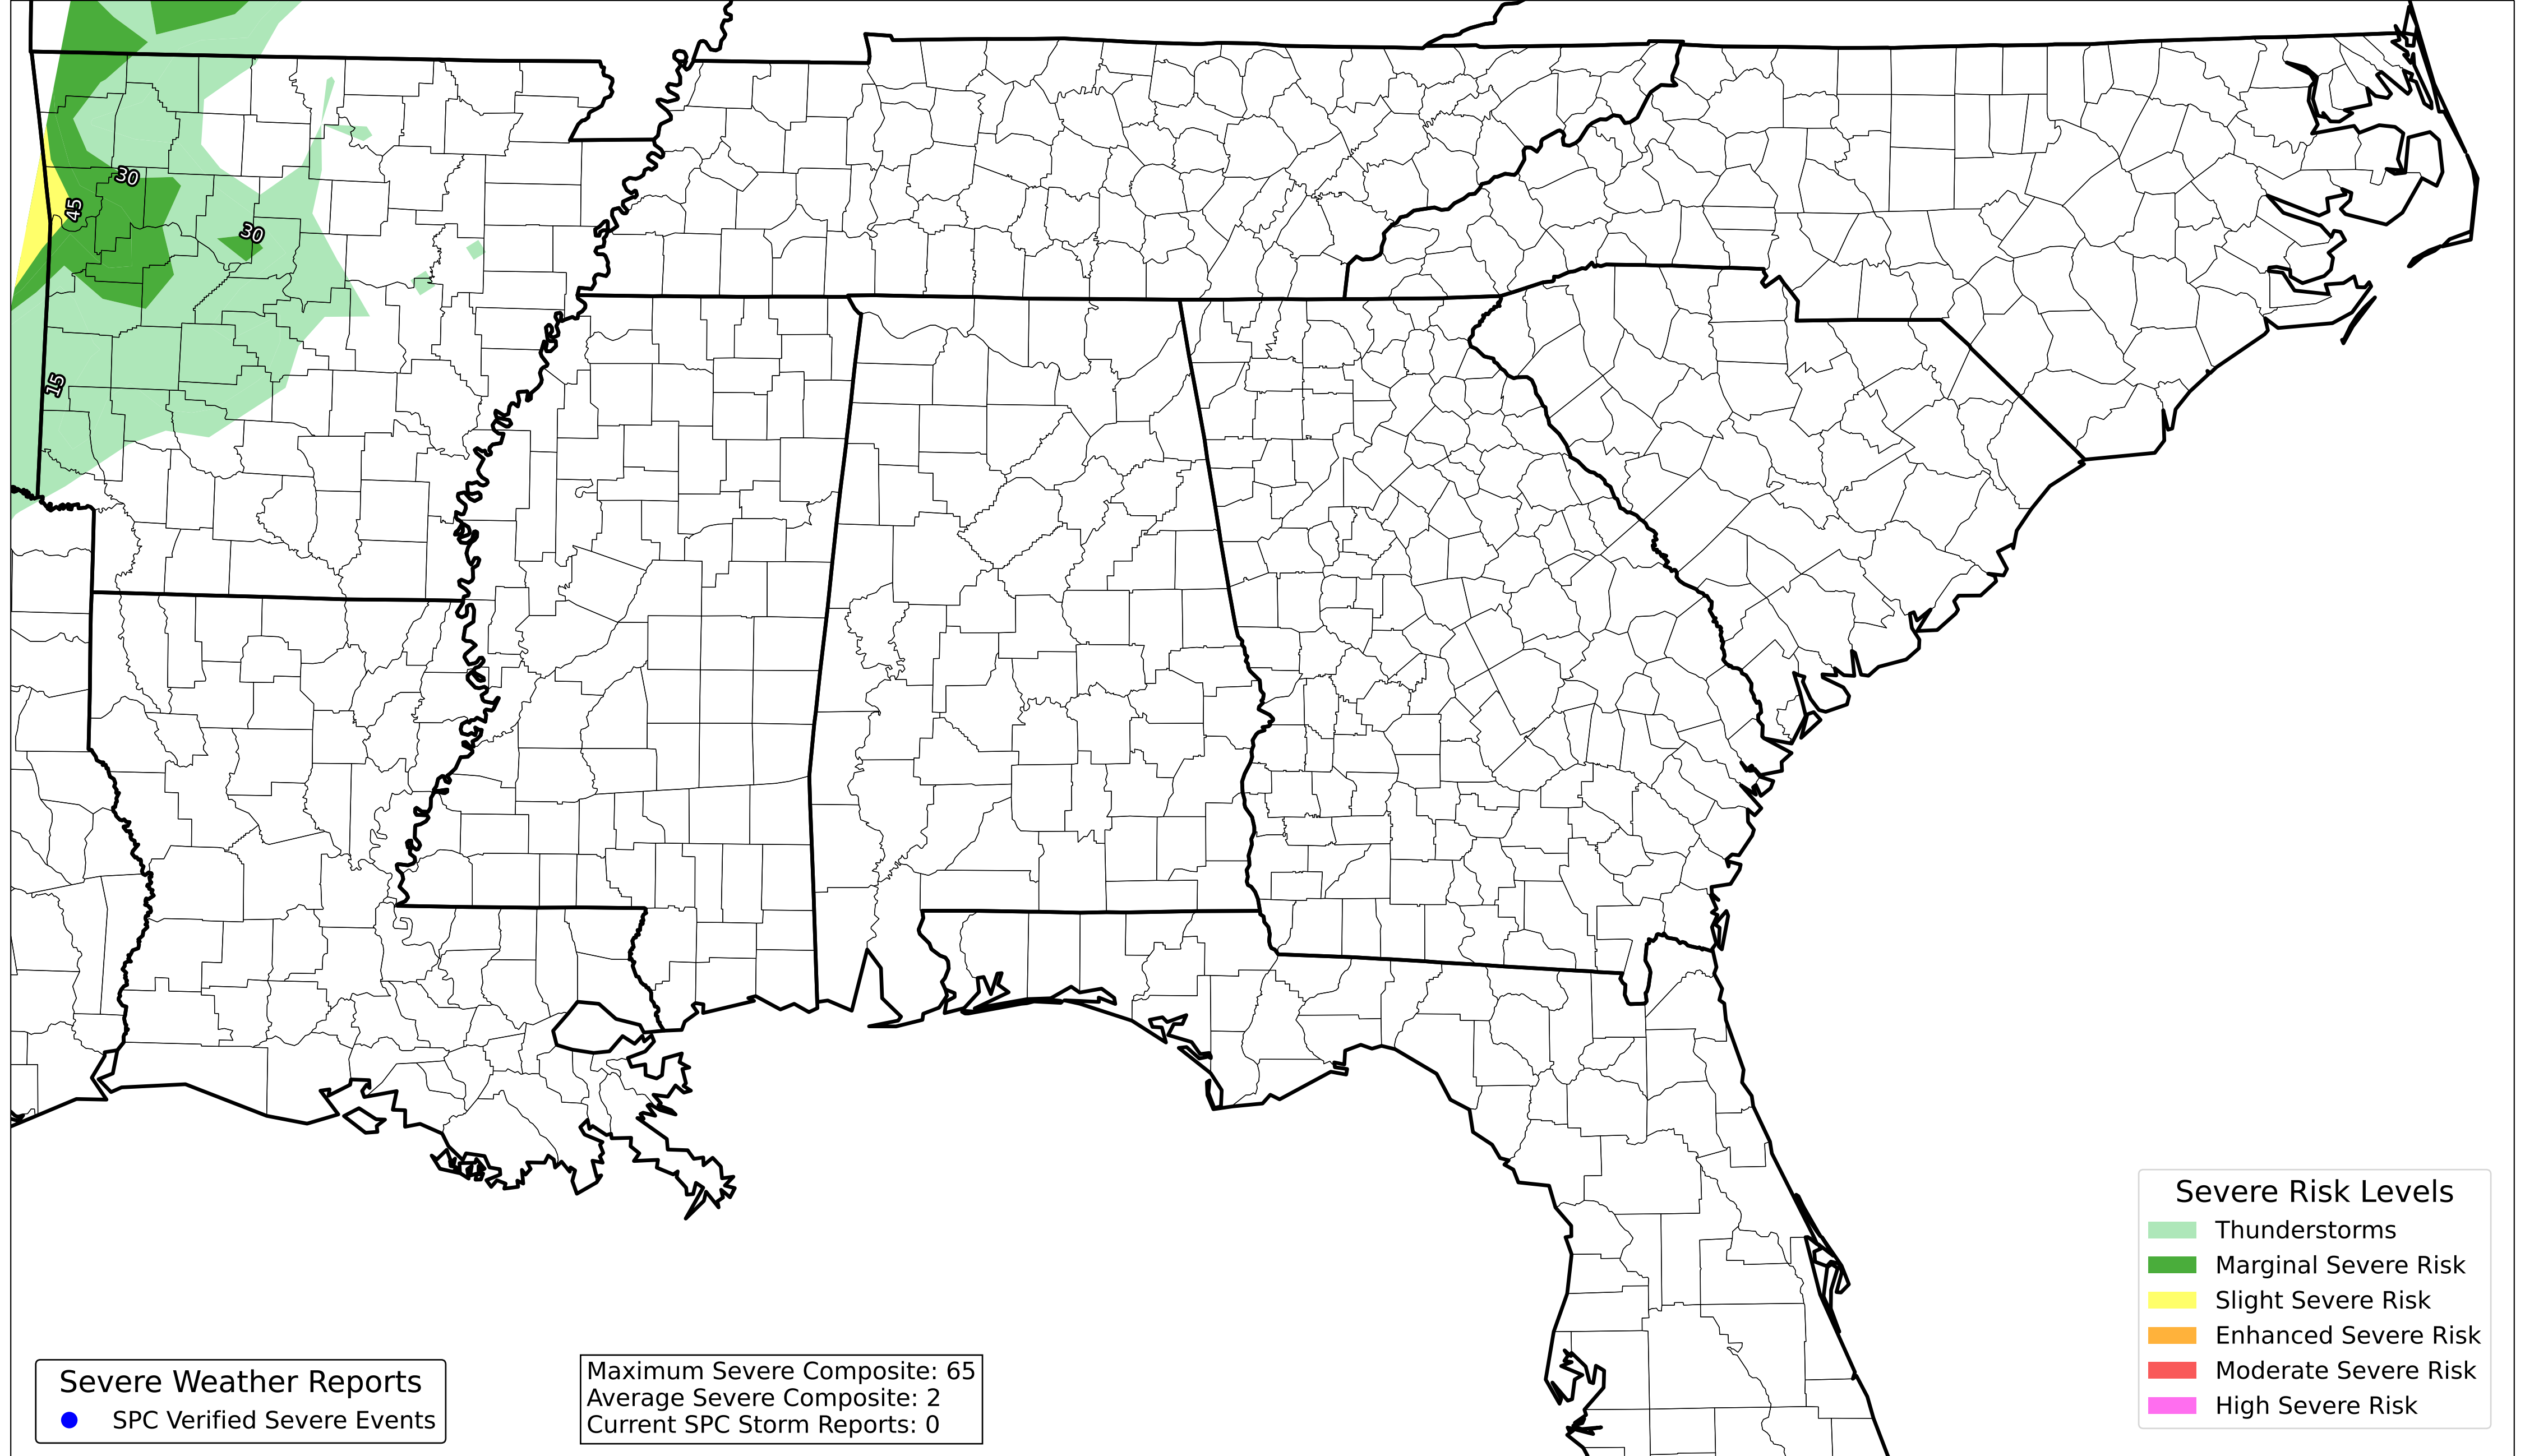 30
45
30
15
Severe Weather Reports
SPC Verified Severe Events
Maximum Severe Composite: 65
Average Severe Composite: 2
Current SPC Storm Reports: 0
Severe Risk Levels
Thunderstorms
Marginal Severe Risk
Slight Severe Risk
Enhanced Severe Risk
Moderate Severe Risk
High Severe Risk